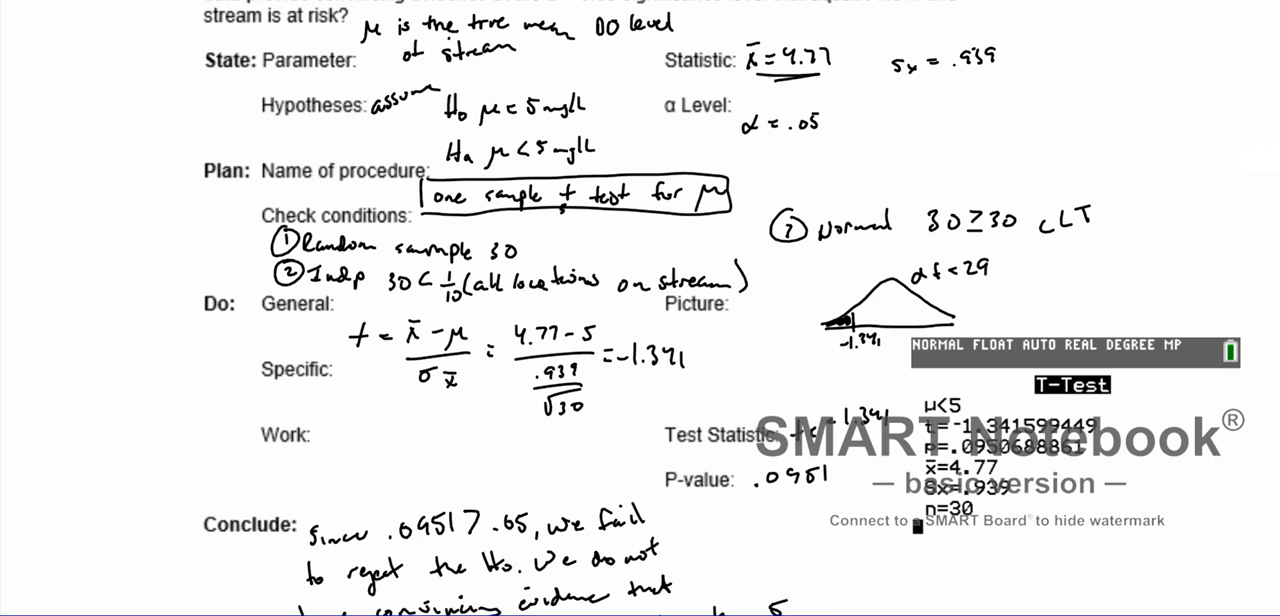 stream is at risk? μ is the true mean DO level
of stream
State: Parameter: Statistic: x̄ = 4.77 sx = .939
Hypotheses: assume H₀ μ = 5 mg/L α Level:
α = .05
Ha μ < 5 mg/L
Plan: Name of procedure:
one sample t test for μ
Check conditions:
① Random sample 30
② Indp 30 < 1/10 (all locations on stream)
③ Normal 30 ≥ 30 CLT
df = 29
-1.341
Do: General: Picture:
t = x̄ - μ / σ x̄ = 4.77 - 5 / .939 / √30 = -1.341
Specific:
Work: Test Statistic: t = -1.341
P-value: .0951
NORMAL FLOAT AUTO REAL DEGREE MP
T-Test
μ<5
t=-1.341599449
p=.0950688861
x̄=4.77
Sx=.939
n=30
SMART Notebook®
— basic version —
Connect to a SMART Board® to hide watermark
Conclude: Since .0951 > .05, we fail
to reject the H₀. We do not
convincing evidence that